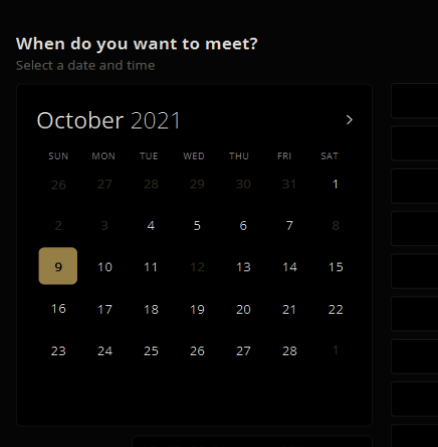 When do you want to meet?
Select a date and time
October 2021
SUN MON TUE WED THU FRI SAT
26 27 28 29 30 31 1
2 3 4 5 6 7 8
9 10 11 12 13 14 15
16 17 18 19 20 21 22
23 24 25 26 27 28 1